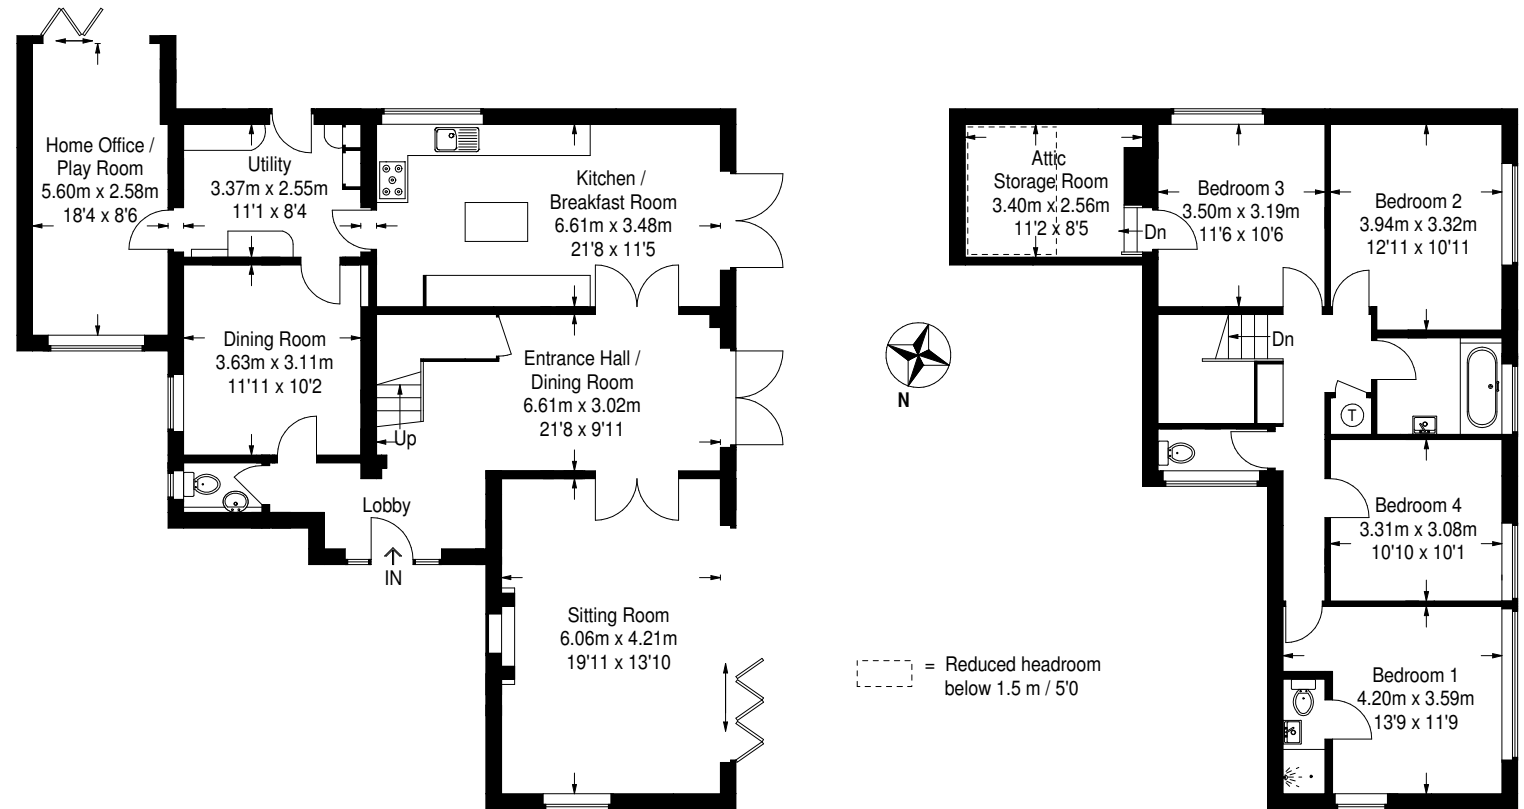 Home Office /
Play Room
5.60m x 2.58m
18'4 x 8'6
Utility
3.37m x 2.55m
11'1 x 8'4
Kitchen /
Breakfast Room
6.61m x 3.48m
21'8 x 11'5
Dining Room
3.63m x 3.11m
11'11 x 10'2
Entrance Hall /
Dining Room
6.61m x 3.02m
21'8 x 9'11
Up
Lobby
IN
Sitting Room
6.06m x 4.21m
19'11 x 13'10
N
= Reduced headroom
below 1.5 m / 5'0
Attic
Storage Room
3.40m x 2.56m
11'2 x 8'5
Dn
Bedroom 3
3.50m x 3.19m
11'6 x 10'6
Bedroom 2
3.94m x 3.32m
12'11 x 10'11
Dn
T
Bedroom 4
3.31m x 3.08m
10'10 x 10'1
Bedroom 1
4.20m x 3.59m
13'9 x 11'9